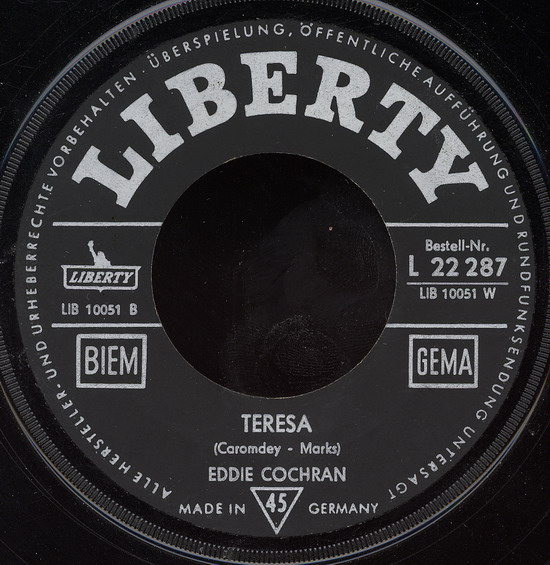 ALLE HERSTELLER- UND URHEBERRECHTE VORBEHALTEN · ÜBERSPIELUNG, ÖFFENTLICHE AUFFÜHRUNG UND RUNDFUNKSENDUNG UNTERSAGT
LIBERTY
LIBERTY
LIB 10051 B
Bestell-Nr.
L 22 287
LIB 10051 W
BIEM
GEMA
TERESA
(Caromdey - Marks)
EDDIE COCHRAN
MADE IN 45 GERMANY